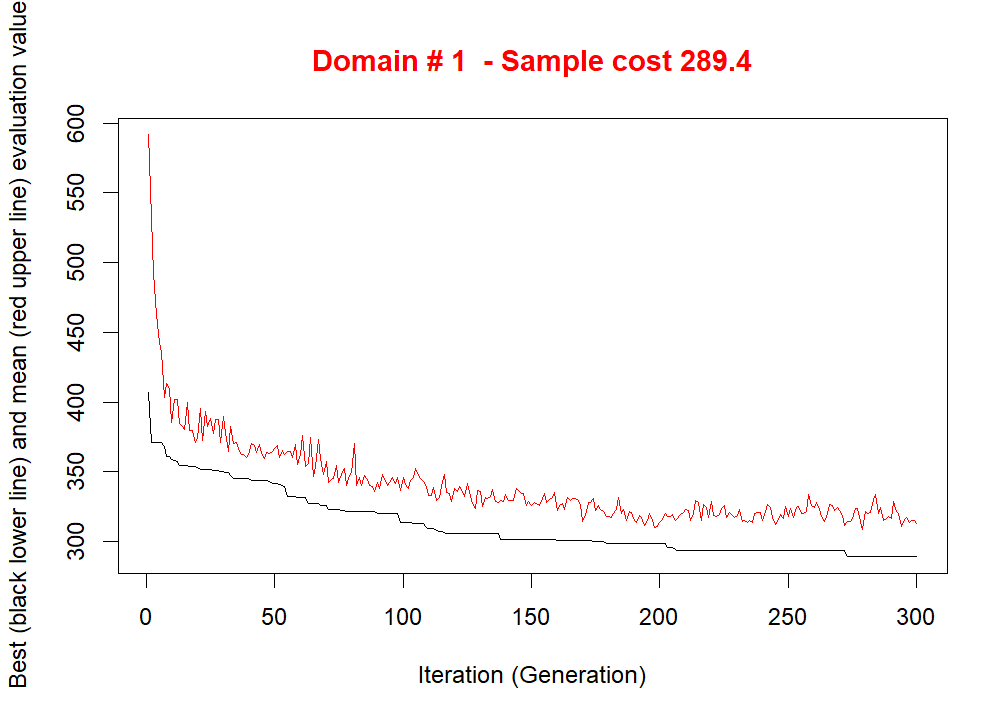 Domain # 1  - Sample cost 289.4
Best (black lower line) and mean (red upper line) evaluation value
600
550
500
450
400
350
300
0 50 100 150 200 250 300
Iteration (Generation)